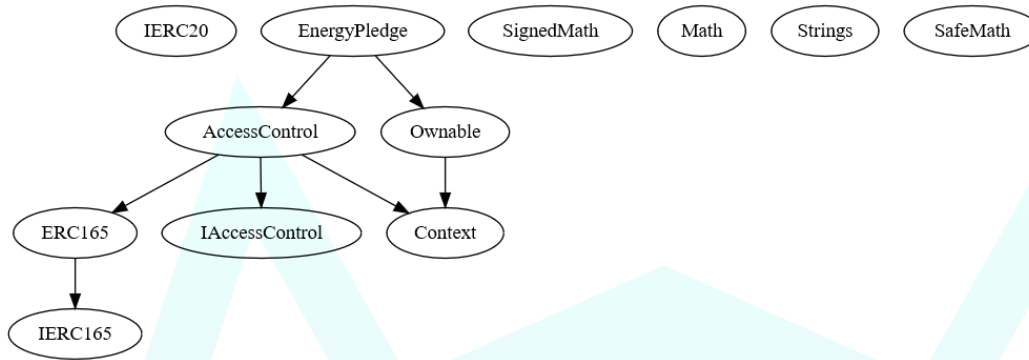 IERC20 EnergyPledge SignedMath Math Strings SafeMath
AccessControl Ownable
ERC165 IAccessControl Context
IERC165